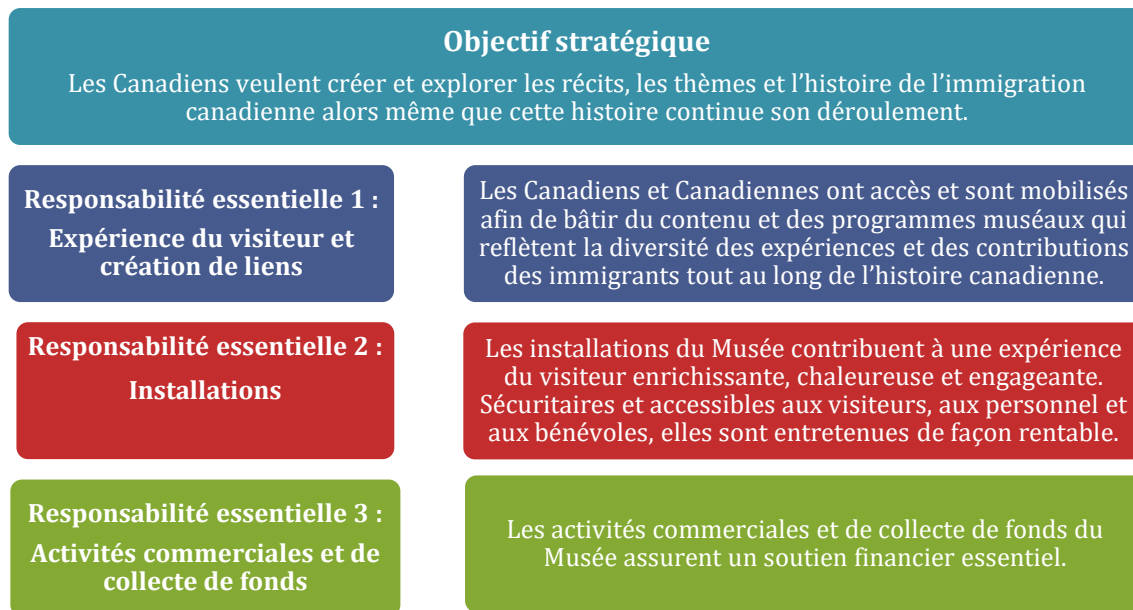 Objectif stratégique
Les Canadiens veulent créer et explorer les récits, les thèmes et l’histoire de l’immigration
canadienne alors même que cette histoire continue son déroulement.
Responsabilité essentielle 1 :
Expérience du visiteur et
création de liens
Les Canadiens et Canadiennes ont accès et sont mobilisés
afin de bâtir du contenu et des programmes muséaux qui
reflètent la diversité des expériences et des contributions
des immigrants tout au long de l’histoire canadienne.
Responsabilité essentielle 2 :
Installations
Les installations du Musée contribuent à une expérience
du visiteur enrichissante, chaleureuse et engageante.
Sécuritaires et accessibles aux visiteurs, aux personnel et
aux bénévoles, elles sont entretenues de façon rentable.
Responsabilité essentielle 3 :
Activités commerciales et de
collecte de fonds
Les activités commerciales et de collecte de fonds du
Musée assurent un soutien financier essentiel.